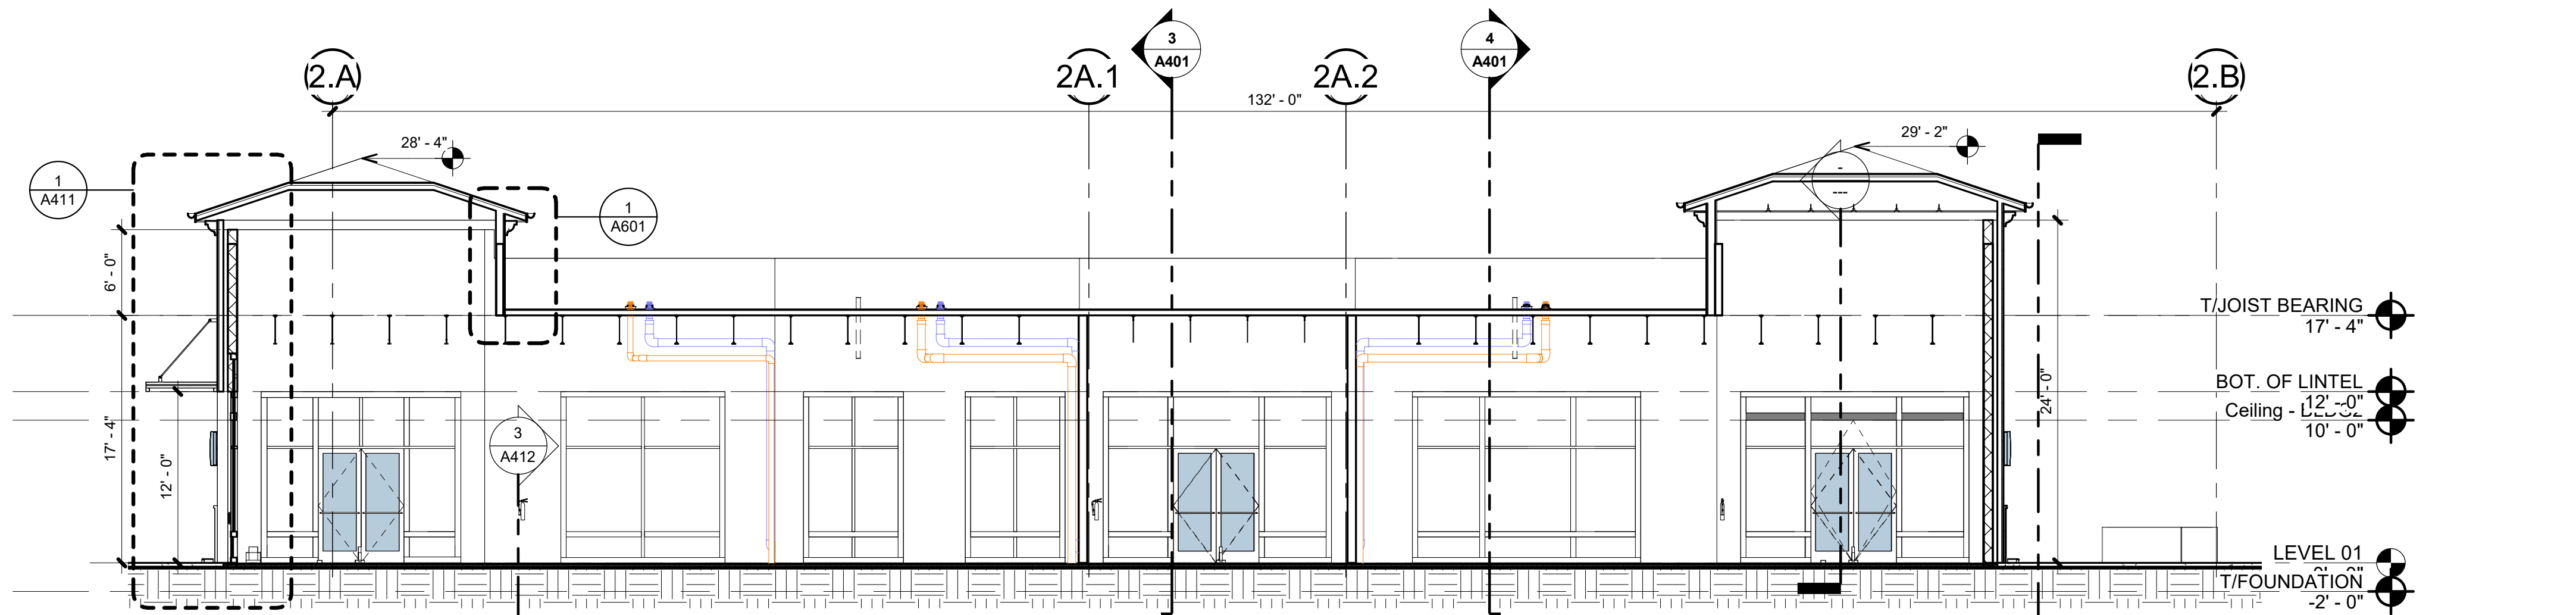 3
A401
4
A401
(2.A)
2A.1
2A.2
(2.B)
132' - 0"
28' - 4"
29' - 2"
1
A411
1
A601
-
---
6' - 0"
T/JOIST BEARING
17' - 4"
BOT. OF LINTEL
12' - 0"
Ceiling -
10' - 0"
24' - 0"
17' - 4"
12' - 0"
3
A412
LEVEL 01
T/FOUNDATION
-2' - 0"